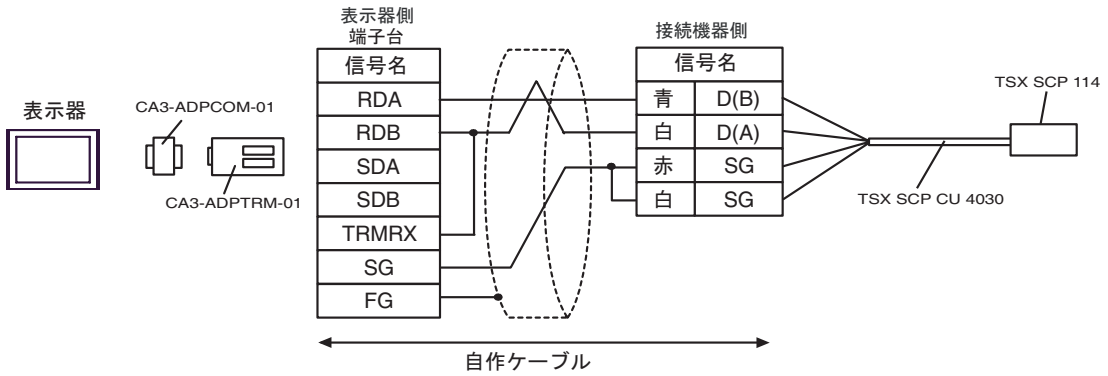 表示器
CA3-ADPCOM-01
CA3-ADPTRM-01
表示器側
端子台
信号名
RDA
RDB
SDA
SDB
TRMRX
SG
FG
接続機器側
信号名
青 D(B)
白 D(A)
赤 SG
白 SG
TSX SCP 114
TSX SCP CU 4030
自作ケーブル